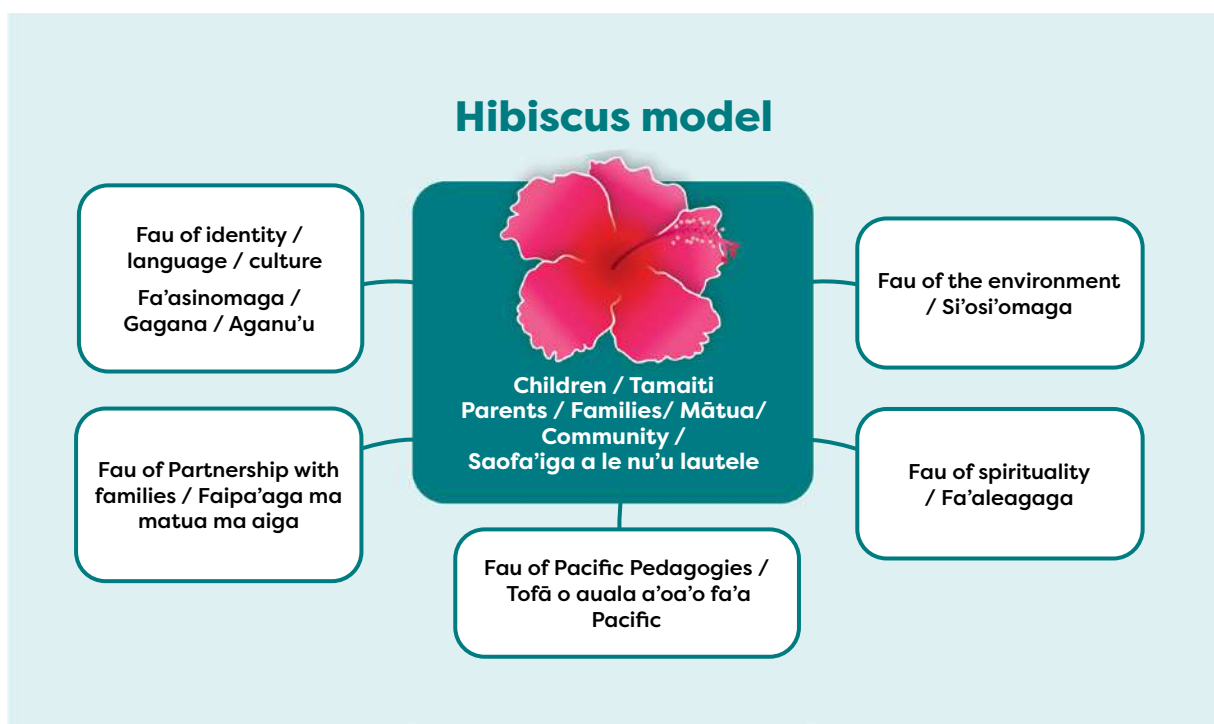 Hibiscus model
Fau of identity /
language / culture
Fa’asinomaga /
Gagana / Aganu’u
Fau of Partnership with
families / Faipa’aga ma
matua ma aiga
Children / Tamaiti
Parents / Families/ Mātua/
Community /
Saofa’iga a le nu’u lautele
Fau of Pacific Pedagogies /
Tofā o auala a’oa’o fa’a
Pacific
Fau of the environment
/ Si’osi’omaga
Fau of spirituality
/ Fa’aleagaga